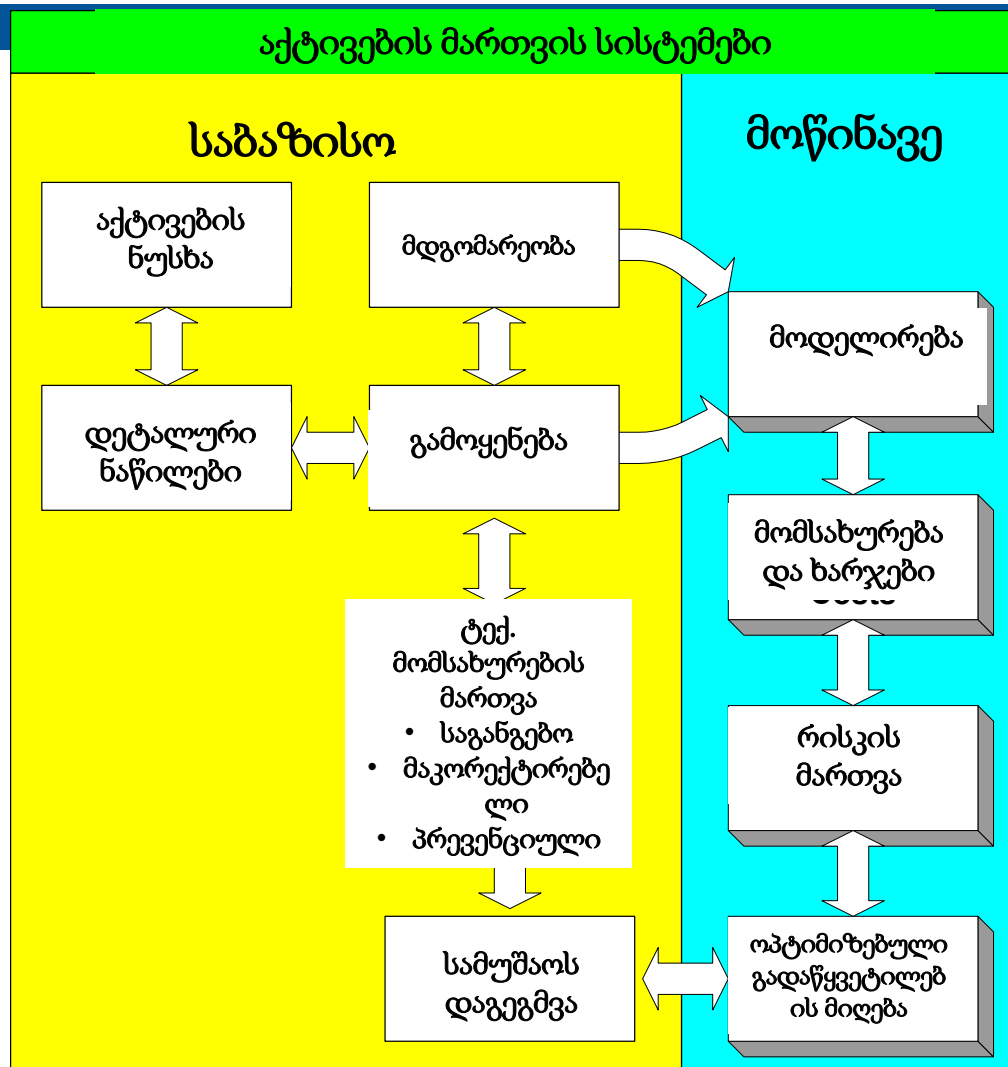 აქტივების მართვის სისტემები
საბაზისო
მოწინავე
აქტივების
ნუსხა
მდგომარეობა
მოდელირება
დეტალური
ნაწილები
გამოყენება
მომსახურება
და ხარჯები
ტექ.
მომსახურების
მართვა
• საგანგებო
• მაკორექტირებე
ლი
• პრევენციული
რისკის
მართვა
სამუშაოს
დაგეგმვა
ოპტიმიზებული
გადაწყვეტილებ
ის მიღება